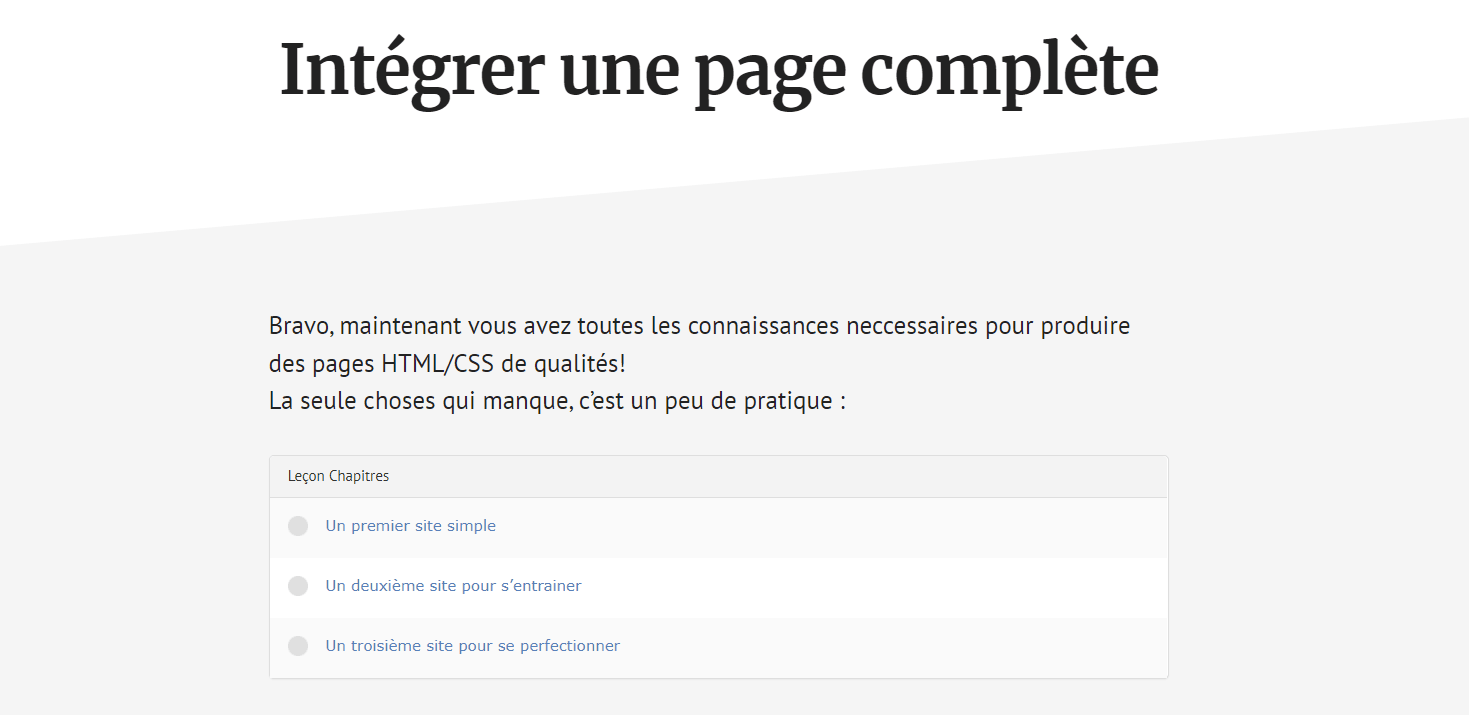 Intégrer une page complète
Bravo, maintenant vous avez toutes les connaissances neccessaires pour produire
des pages HTML/CSS de qualités!
La seule choses qui manque, c’est un peu de pratique :
Leçon Chapitres
Un premier site simple
Un deuxième site pour s’entrainer
Un troisième site pour se perfectionner